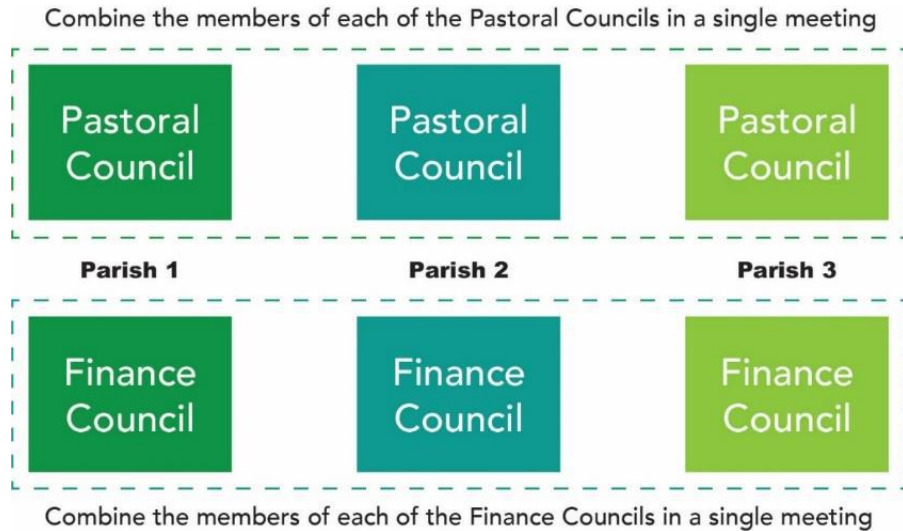 Combine the members of each of the Pastoral Councils in a single meeting
Pastoral
Council
Pastoral
Council
Pastoral
Council
Parish 1
Parish 2
Parish 3
Finance
Council
Finance
Council
Finance
Council
Combine the members of each of the Finance Councils in a single meeting